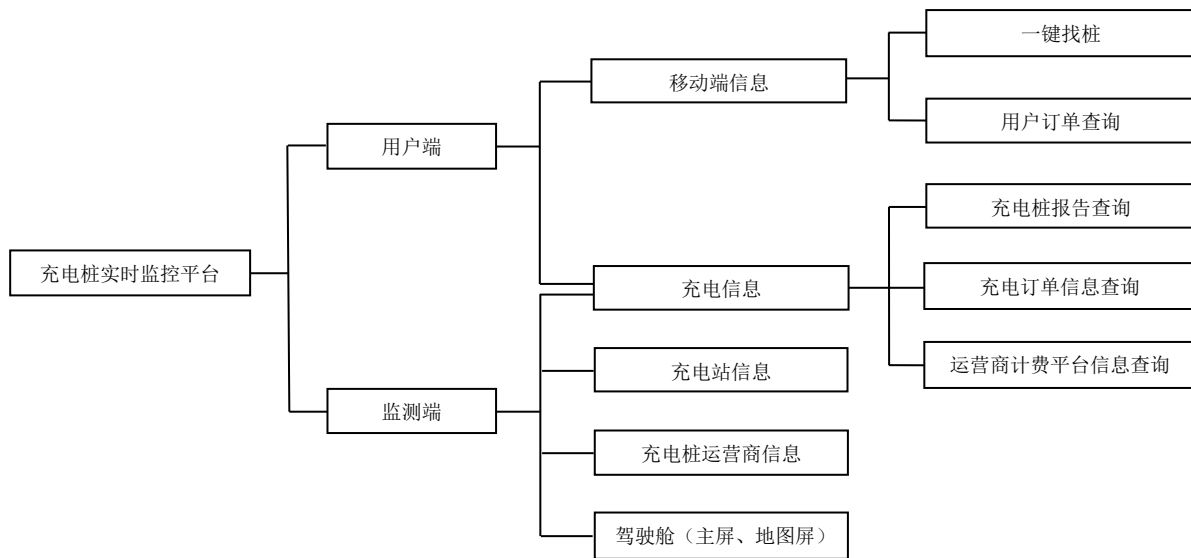 一键找桩
移动端信息
用户订单查询
用户端
充电桩报告查询
充电桩实时监控平台
充电信息
充电订单信息查询
充电站信息
运营商计费平台信息查询
监测端
充电桩运营商信息
驾驶舱（主屏、地图屏）